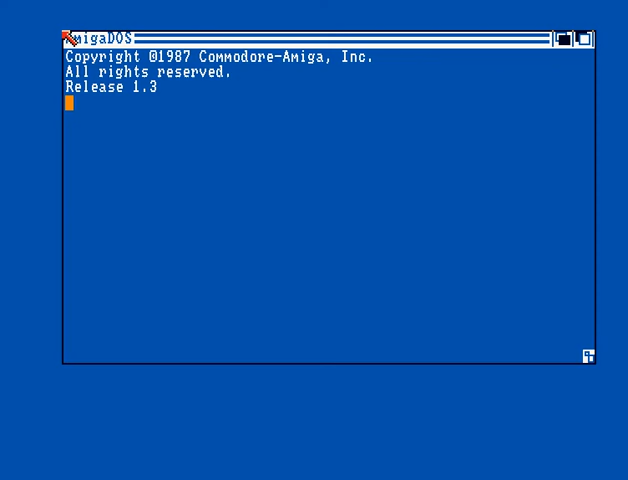 AmigaDOS
Copyright ©1987 Commodore-Amiga, Inc.
All rights reserved.
Release 1.3